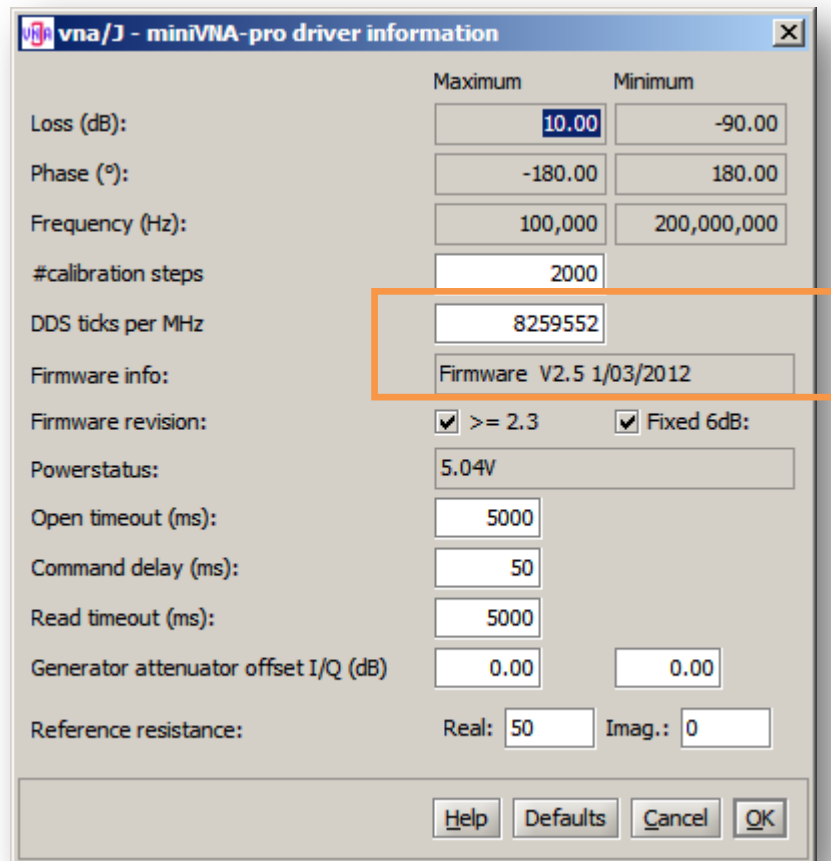 VNA vna/J - miniVNA-pro driver information
Maximum Minimum
Loss (dB): 10.00 -90.00
Phase (º): -180.00 180.00
Frequency (Hz): 100,000 200,000,000
#calibration steps 2000
DDS ticks per MHz 8259552
Firmware info: Firmware V2.5 1/03/2012
Firmware revision: >= 2.3 Fixed 6dB:
Powerstatus: 5.04V
Open timeout (ms): 5000
Command delay (ms): 50
Read timeout (ms): 5000
Generator attenuator offset I/Q (dB) 0.00 0.00
Reference resistance: Real: 50 Imag.: 0
Help Defaults Cancel OK